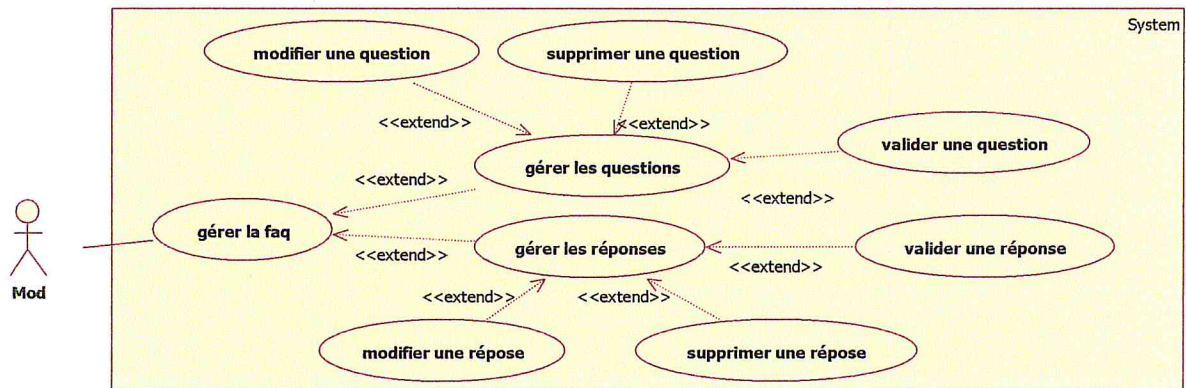 System
modifier une question
supprimer une question
<<extend>>
<<extend>>
valider une question
gérer les questions
<<extend>>
<<extend>>
gérer la faq
gérer les réponses
valider une réponse
<<extend>>
<<extend>>
Mod
<<extend>>
<<extend>>
modifier une répose
supprimer une répose